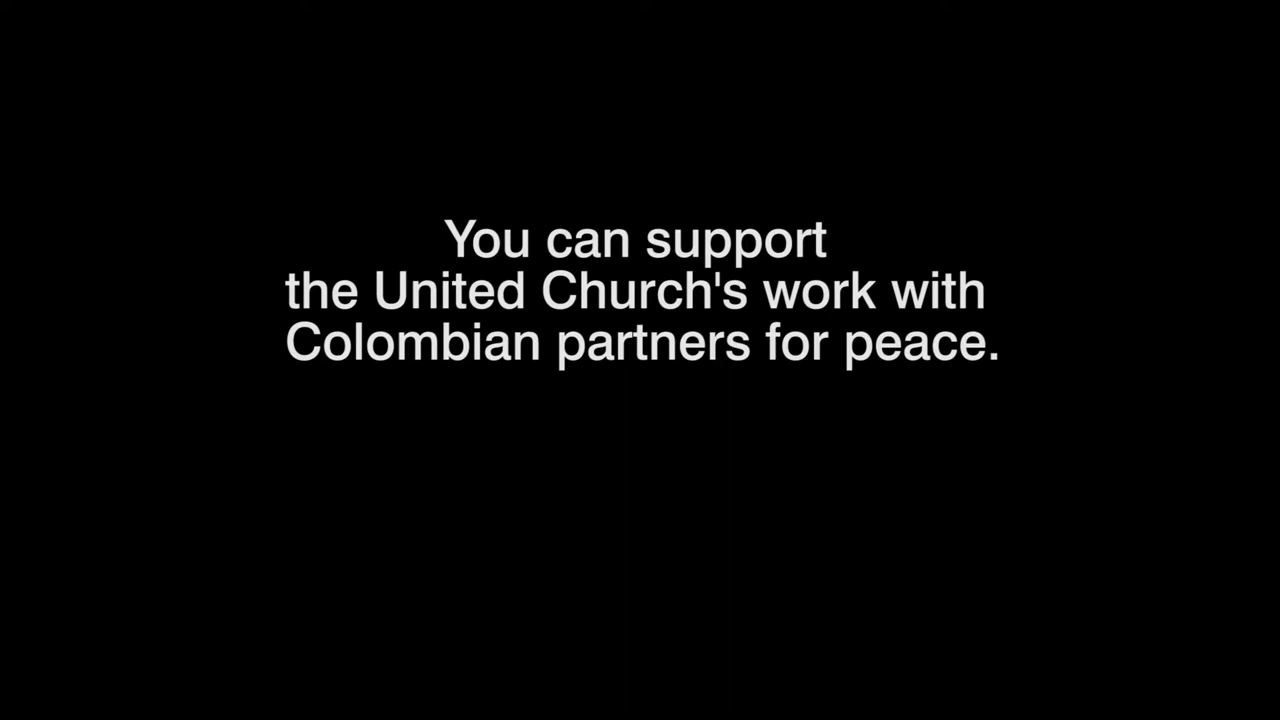 You can support
the United Church's work with
Colombian partners for peace.